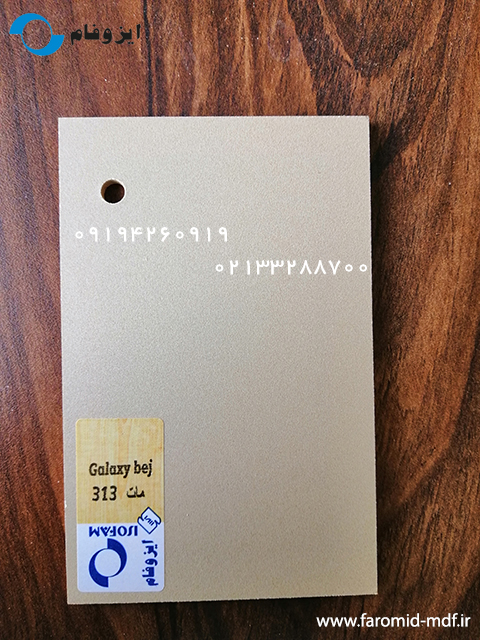 ایزوفام
۰۹۱۹۴۲۶۰۹۱۹
۰۲۱۳۳۲۸۸۷۰۰
Galaxy bej
313 مات
ISOFAM
ایزوفام
www.faromid-mdf.ir